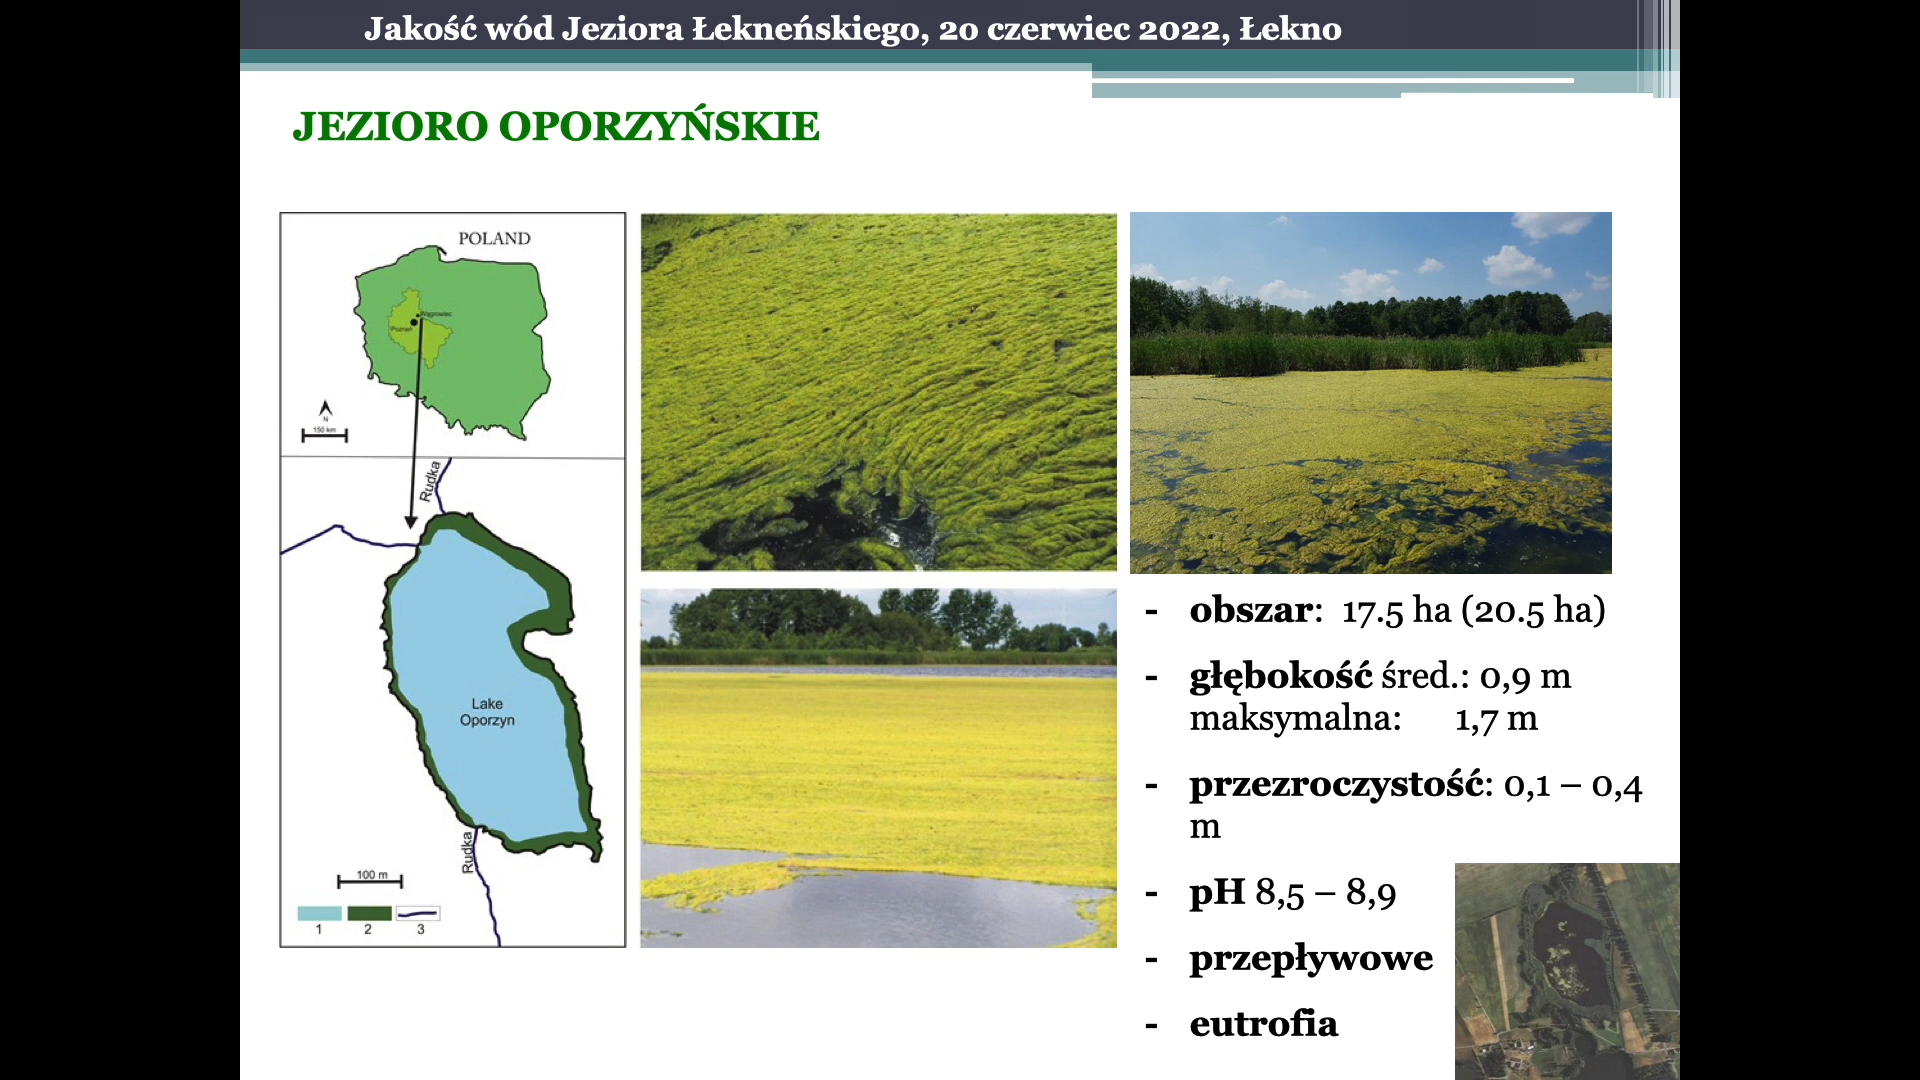 Jakość wód Jeziora Łekneńskiego, 20 czerwiec 2022, Łekno
JEZIORO OPORZYŃSKIE
POLAND
Wągrowiec
Poznań
N
150 km
Rudka
Lake
Oporzyn
Rudka
100 m
1 2 3
- obszar: 17.5 ha (20.5 ha)
- głębokość śred.: 0,9 m
maksymalna: 1,7 m
- przezroczystość: 0,1 – 0,4
m
- pH 8,5 – 8,9
- przepływowe
- eutrofia